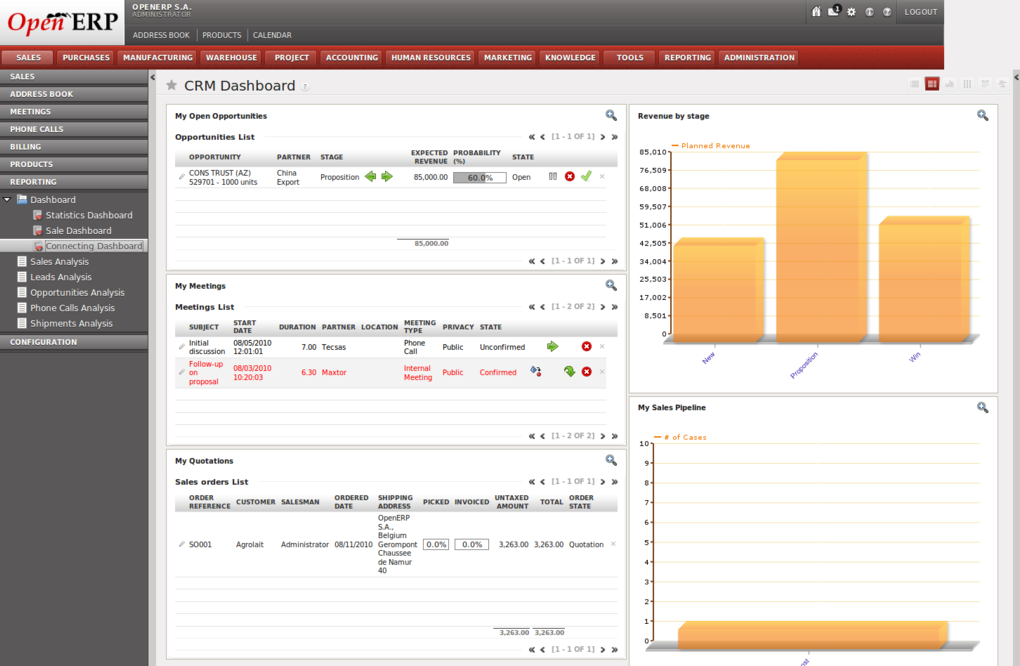 Open ERP
OPENERP S.A.
ADMINISTRATOR
ADDRESS BOOK PRODUCTS CALENDAR
1
LOGOUT
SALES PURCHASES MANUFACTURING WAREHOUSE PROJECT ACCOUNTING HUMAN RESOURCES MARKETING KNOWLEDGE TOOLS REPORTING ADMINISTRATION
SALES
ADDRESS BOOK
MEETINGS
PHONE CALLS
BILLING
PRODUCTS
REPORTING
Dashboard
Statistics Dashboard
Sale Dashboard
Connecting Dashboard
Sales Analysis
Leads Analysis
Opportunities Analysis
Phone Calls Analysis
Shipments Analysis
CONFIGURATION
CRM Dashboard ?
My Open Opportunities
Opportunities List
[1 - 1 OF 1]
OPPORTUNITY PARTNER STAGE EXPECTED REVENUE PROBABILITY (%) STATE
CONS TRUST (AZ) 529701 - 1000 units China Export Proposition 85,000.00 60.0% Open
85,000.00
[1 - 1 OF 1]
My Meetings
Meetings List
[1 - 2 OF 2]
SUBJECT START DATE DURATION PARTNER LOCATION MEETING TYPE PRIVACY STATE
Initial discussion 08/05/2010 12:01:01 7.00 Tecsas Phone Call Public Unconfirmed
Follow-up on proposal 08/03/2010 10:20:03 6.30 Maxtor Internal Meeting Public Confirmed
[1 - 2 OF 2]
My Quotations
Sales orders List
[1 - 1 OF 1]
ORDER REFERENCE CUSTOMER SALESMAN ORDERED DATE SHIPPING ADDRESS PICKED INVOICED UNTAXED AMOUNT TOTAL ORDER STATE
SO001 Agrolait Administrator 08/11/2010 OpenERP S.A., Belgium Gerompont Chaussee de Namur 40 0.0% 0.0% 3,263.00 3,263.00 Quotation
3,263.00 3,263.00
[1 - 1 OF 1]
Revenue by stage
Planned Revenue
85,010
76,509
68,008
59,507
51,006
42,505
34,004
25,503
17,002
8,501
0
New
Proposition
Win
My Sales Pipeline
# of Cases
10
9
8
7
6
5
4
3
2
1
0